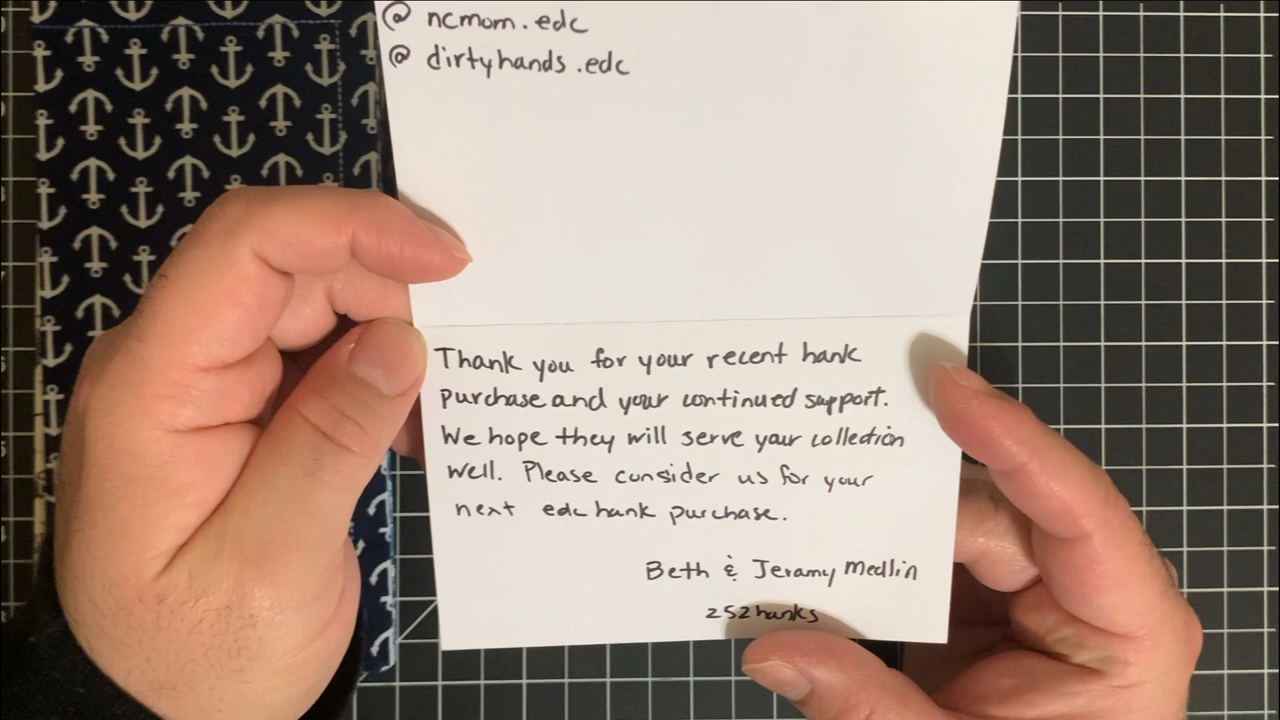 @ ncmom.edc
@ dirtyhands.edc
Thank you for your recent hank
purchase and your continued support.
We hope they will serve your collection
well. Please consider us for your
next edc hank purchase.
Beth & Jeramy Medlin
252hanks